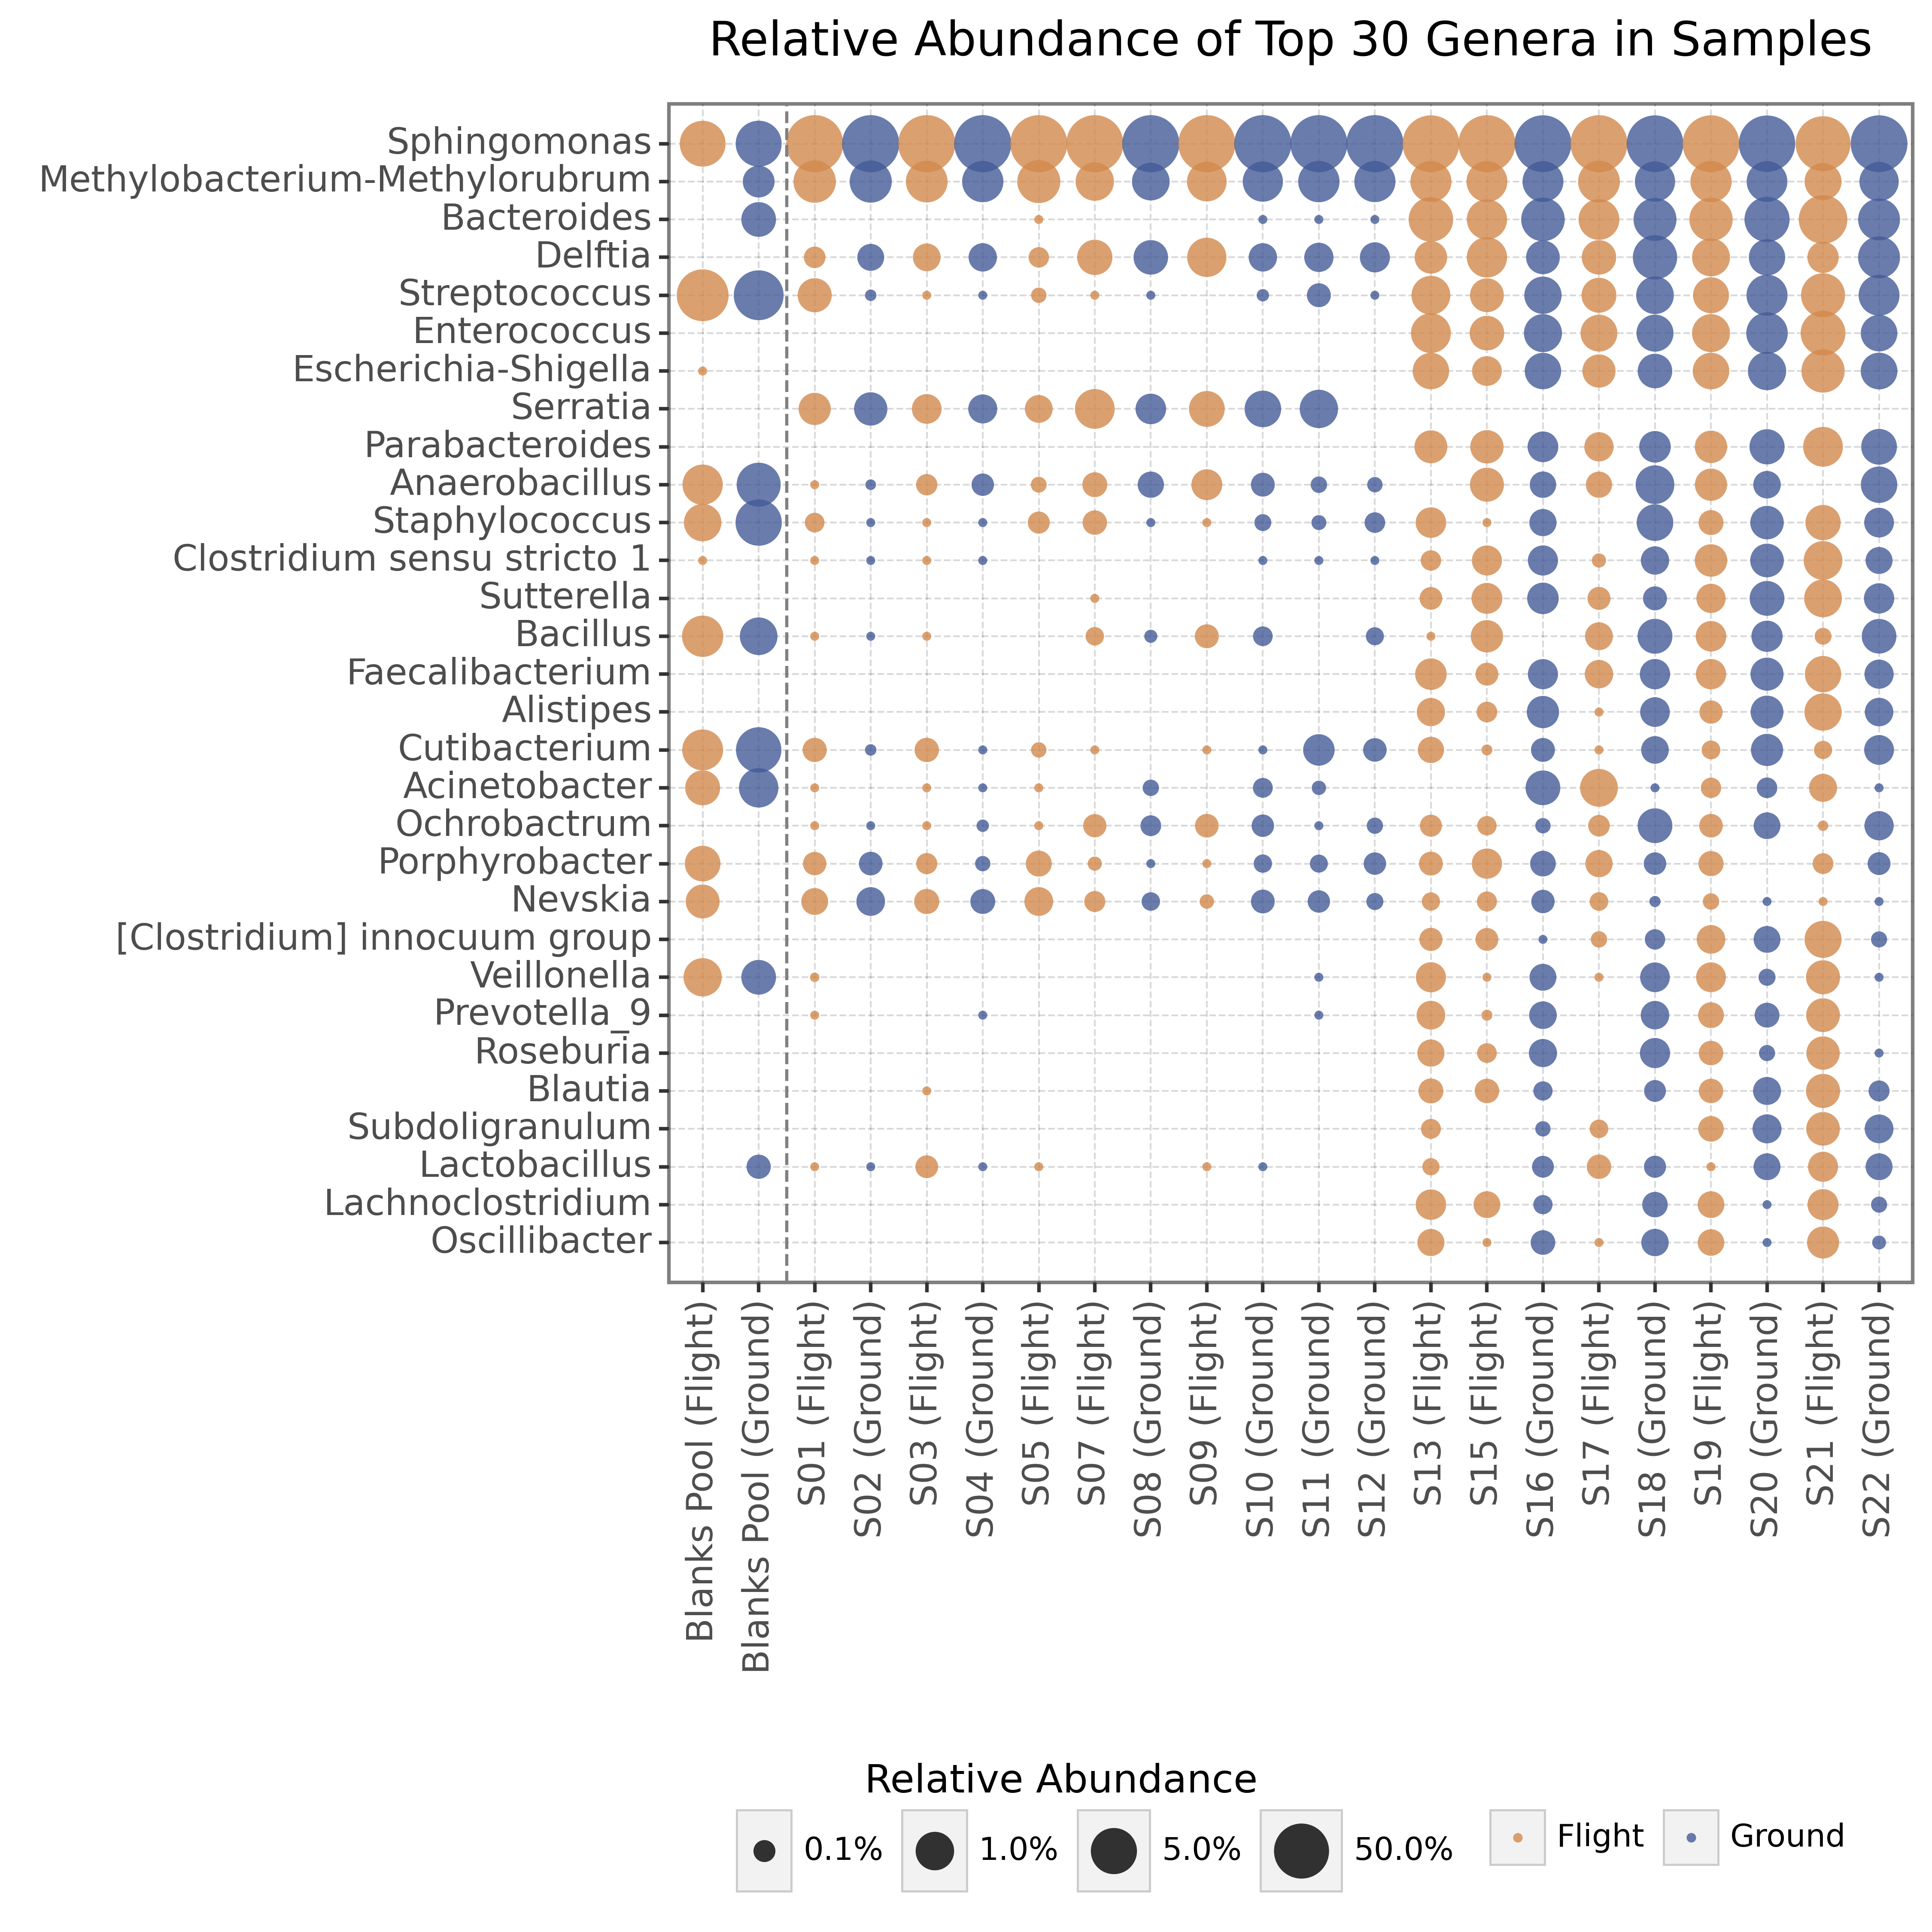 Relative Abundance of Top 30 Genera in Samples
Sphingomonas
Methylobacterium-Methylorubrum
Bacteroides
Delftia
Streptococcus
Enterococcus
Escherichia-Shigella
Serratia
Parabacteroides
Anaerobacillus
Staphylococcus
Clostridium sensu stricto 1
Sutterella
Bacillus
Faecalibacterium
Alistipes
Cutibacterium
Acinetobacter
Ochrobactrum
Porphyrobacter
Nevskia
[Clostridium] innocuum group
Veillonella
Prevotella_9
Roseburia
Blautia
Subdoligranulum
Lactobacillus
Lachnoclostridium
Oscillibacter
Blanks Pool (Flight)
Blanks Pool (Ground)
S01 (Flight)
S02 (Ground)
S03 (Flight)
S04 (Ground)
S05 (Flight)
S07 (Flight)
S08 (Ground)
S09 (Flight)
S10 (Ground)
S11 (Ground)
S12 (Ground)
S13 (Flight)
S15 (Flight)
S16 (Ground)
S17 (Flight)
S18 (Ground)
S19 (Flight)
S20 (Ground)
S21 (Flight)
S22 (Ground)
Relative Abundance
0.1% 1.0% 5.0% 50.0% Flight Ground